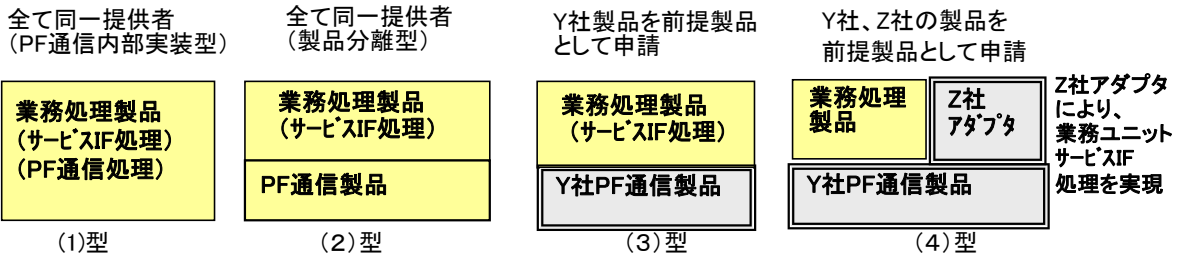 全て同一提供者
(PF通信内部実装型)
業務処理製品
(サービスIF処理)
(PF通信処理)
(1)型
全て同一提供者
(製品分離型)
業務処理製品
(サービスIF処理)
PF通信製品
(2)型
Y社製品を前提製品
として申請
業務処理製品
(サービスIF処理)
Y社PF通信製品
(3)型
Y社、Z社の製品を
前提製品として申請
業務処理
製品
Z社
アダプタ
Y社PF通信製品
Z社アダプタ
により、
業務ユニット
サービスIF
処理を実現
(4)型